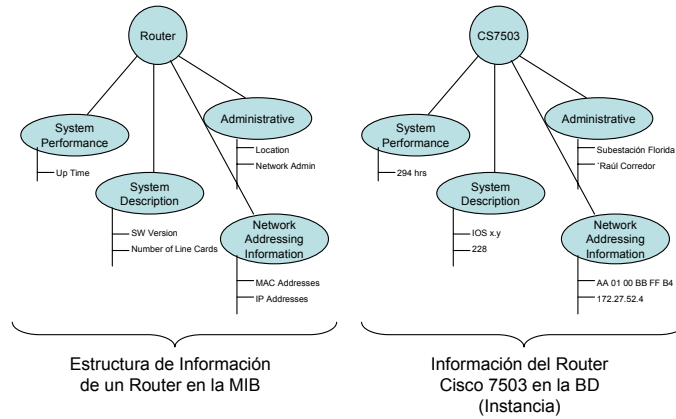 Router
System
Performance
Up Time
System
Description
SW Version
Number of Line Cards
Administrative
Location
Network Admin
Network
Addressing
Information
MAC Addresses
IP Addresses
Estructura de Información
de un Router en la MIB
CS7503
System
Performance
294 hrs
System
Description
IOS x.y
228
Administrative
Subestación Florida
`Raúl Corredor
Network
Addressing
Information
AA 01 00 BB FF B4
172.27.52.4
Información del Router
Cisco 7503 en la BD
(Instancia)